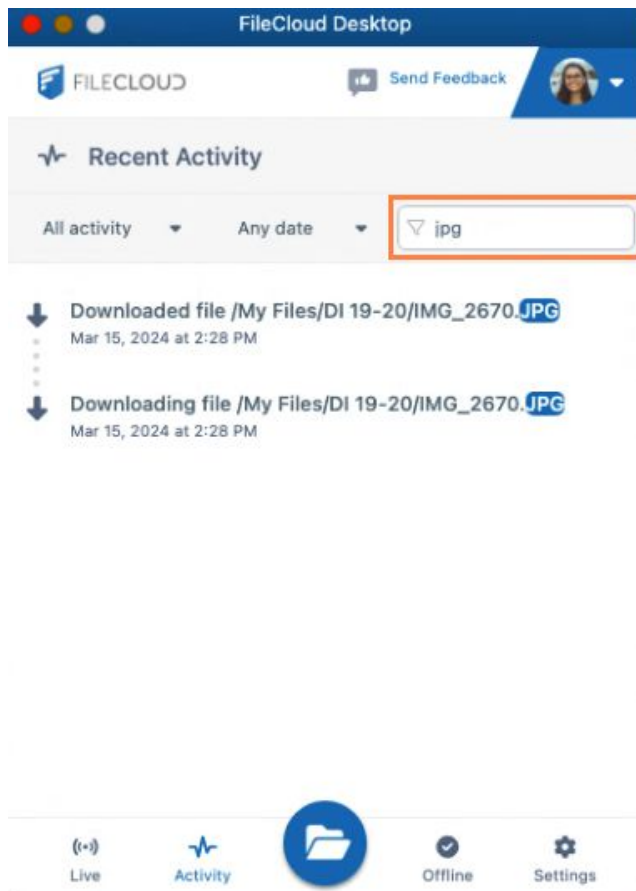 FileCloud Desktop
FILECLOUD
Send Feedback
Recent Activity
All activity
Any date
jpg
Downloaded file /My Files/DI 19-20/IMG_2670.JPG
Mar 15, 2024 at 2:28 PM
Downloading file /My Files/DI 19-20/IMG_2670.JPG
Mar 15, 2024 at 2:28 PM
Live
Activity
Offline
Settings